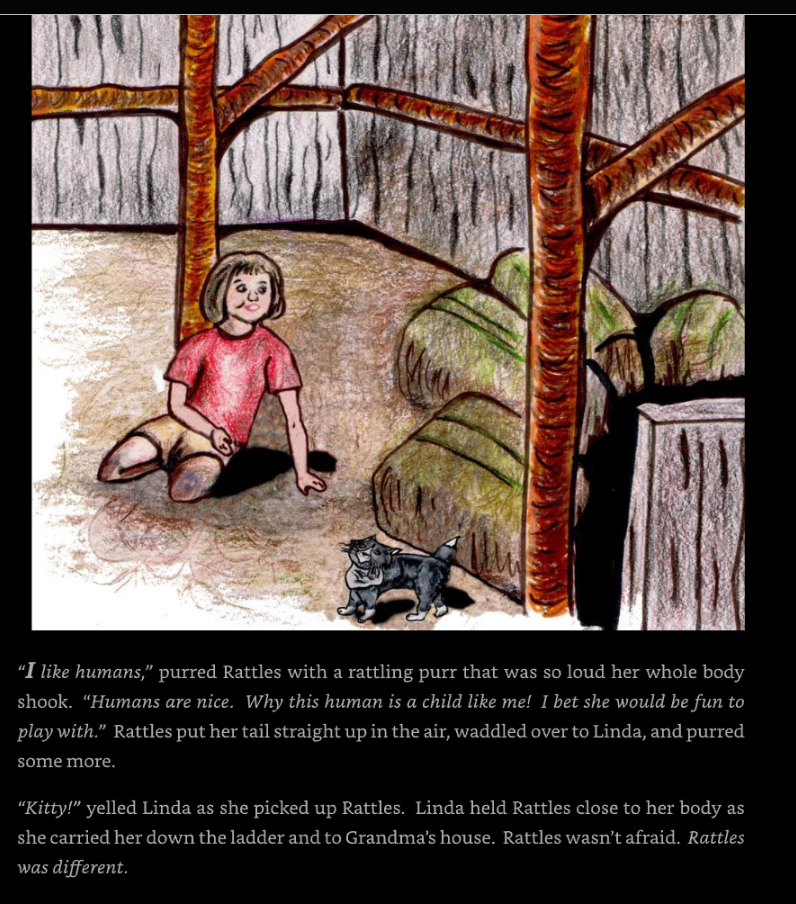 “I like humans,” purred Rattles with a rattling purr that was so loud her whole body
shook. “Humans are nice. Why this human is a child like me! I bet she would be fun to
play with.” Rattles put her tail straight up in the air, waddled over to Linda, and purred
some more.
“Kitty!” yelled Linda as she picked up Rattles. Linda held Rattles close to her body as
she carried her down the ladder and to Grandma’s house. Rattles wasn’t afraid. Rattles
was different.